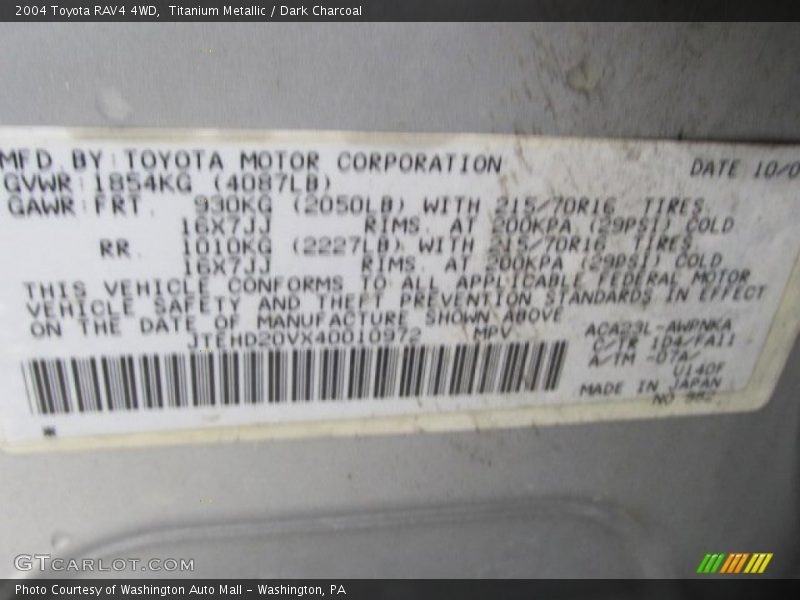 2004 Toyota RAV4 4WD,  Titanium Metallic / Dark Charcoal
MFD. BY: TOYOTA MOTOR CORPORATION DATE 10/0
GVWR:1854KG (4087LB)
GAWR:FRT. 930KG (2050LB) WITH 215/70R16 TIRES,
16X7JJ RIMS, AT 200KPA (29PSI) COLD
RR. 1010KG (2227LB) WITH 215/70R16 TIRES,
16X7JJ RIMS, AT 200KPA (29PSI) COLD
THIS VEHICLE CONFORMS TO ALL APPLICABLE FEDERAL MOTOR
VEHICLE SAFETY AND THEFT PREVENTION STANDARDS IN EFFECT
ON THE DATE OF MANUFACTURE SHOWN ABOVE
JTEHD20VX40010972 MPV
ACA23L-AWPNKA
C/TR 1D4/FA11
A/TM -07A/
U140F
MADE IN JAPAN
NO
GTCARLOT.COM
Photo Courtesy of Washington Auto Mall – Washington, PA